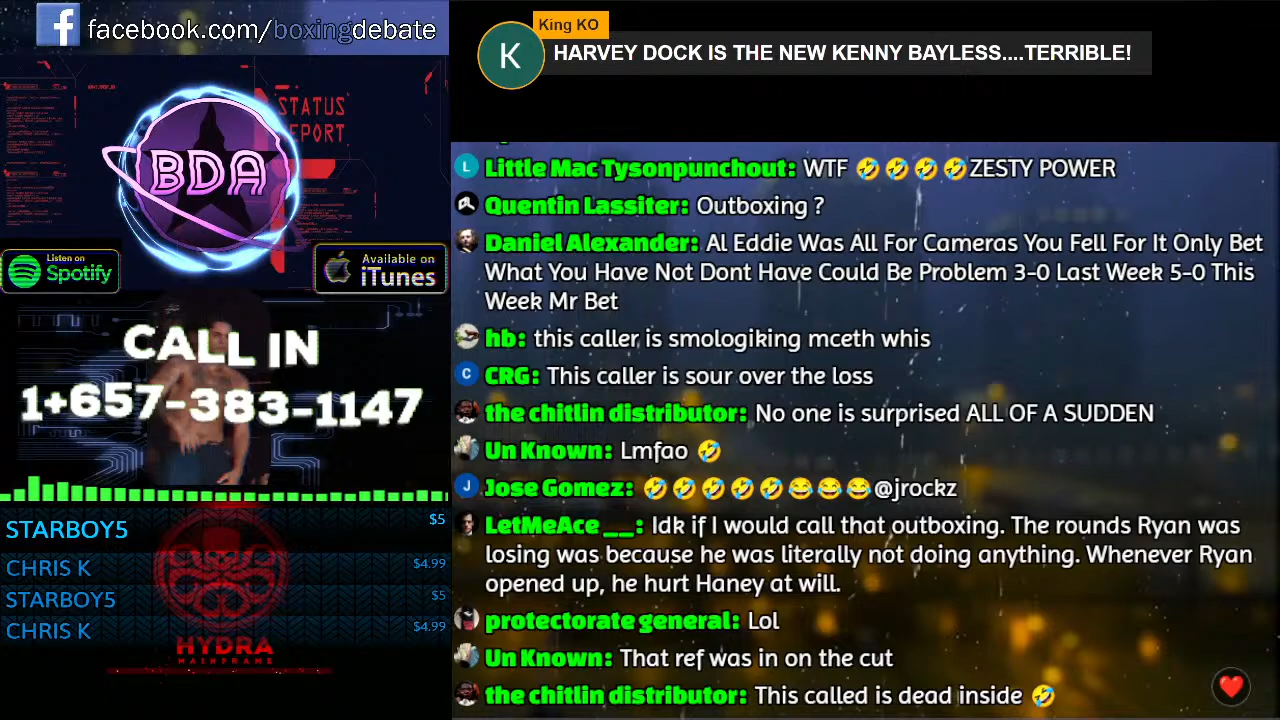 facebook.com/boxingdebate
STATUS
BDA
Listen on
Spotify
Available on
iTunes
CALL IN
1+657-383-1147
STARBOY5 $5
CHRIS K $4.99
STARBOY5 $5
CHRIS K $4.99
HYDRA
MAINFRAME
King KO
K
HARVEY DOCK IS THE NEW KENNY BAYLESS....TERRIBLE!
L Little Mac Tysonpunchout: WTF 🤣🤣🤣🤣ZESTY POWER
Quentin Lassiter: Outboxing ?
Daniel Alexander: Al Eddie Was All For Cameras You Fell For It Only Bet
What You Have Not Dont Have Could Be Problem 3-0 Last Week 5-0 This
Week Mr Bet
hb: this caller is smologiking mceth whis
C CRG: This caller is sour over the loss
the chitlin distributor: No one is surprised ALL OF A SUDDEN
Un Known: Lmfao 🤣
J Jose Gomez: 🤣🤣🤣🤣🤣😂😂😂@jrockz
LetMeAce __: Idk if I would call that outboxing. The rounds Ryan was
losing was because he was literally not doing anything. Whenever Ryan
opened up, he hurt Haney at will.
protectorate general: Lol
Un Known: That ref was in on the cut
the chitlin distributor: This called is dead inside 🤣